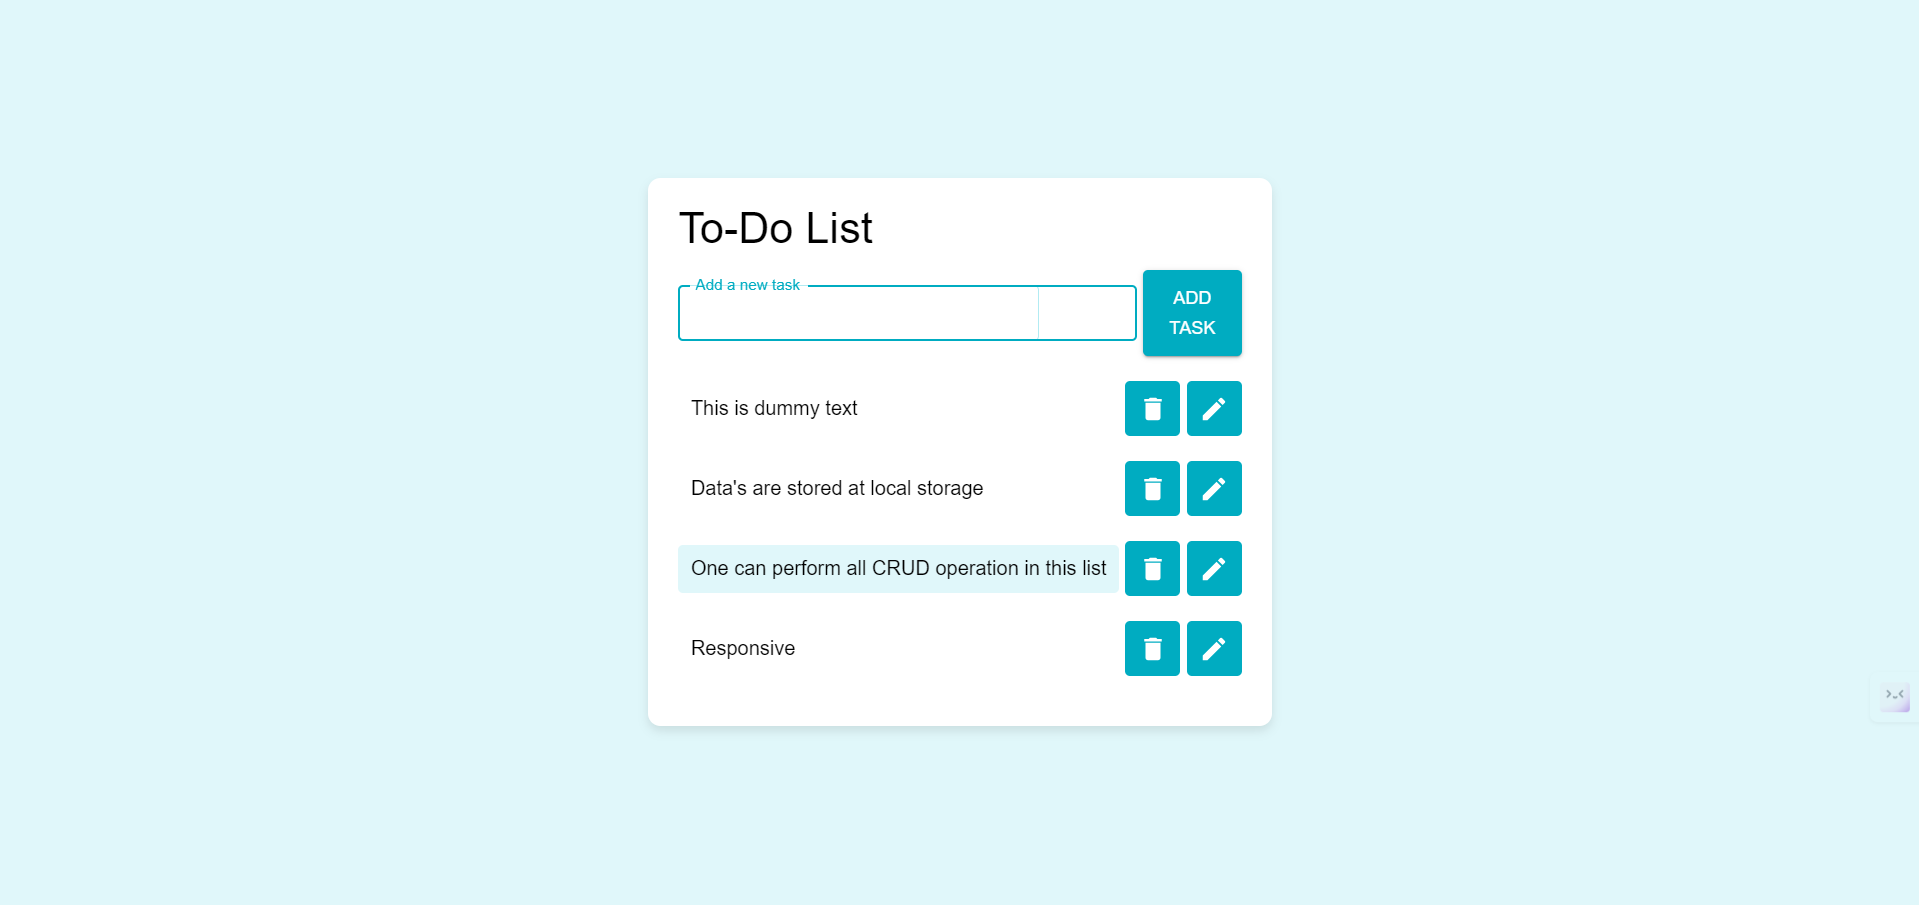 To-Do List
Add a new task
ADD
TASK
This is dummy text
Data's are stored at local storage
One can perform all CRUD operation in this list
Responsive